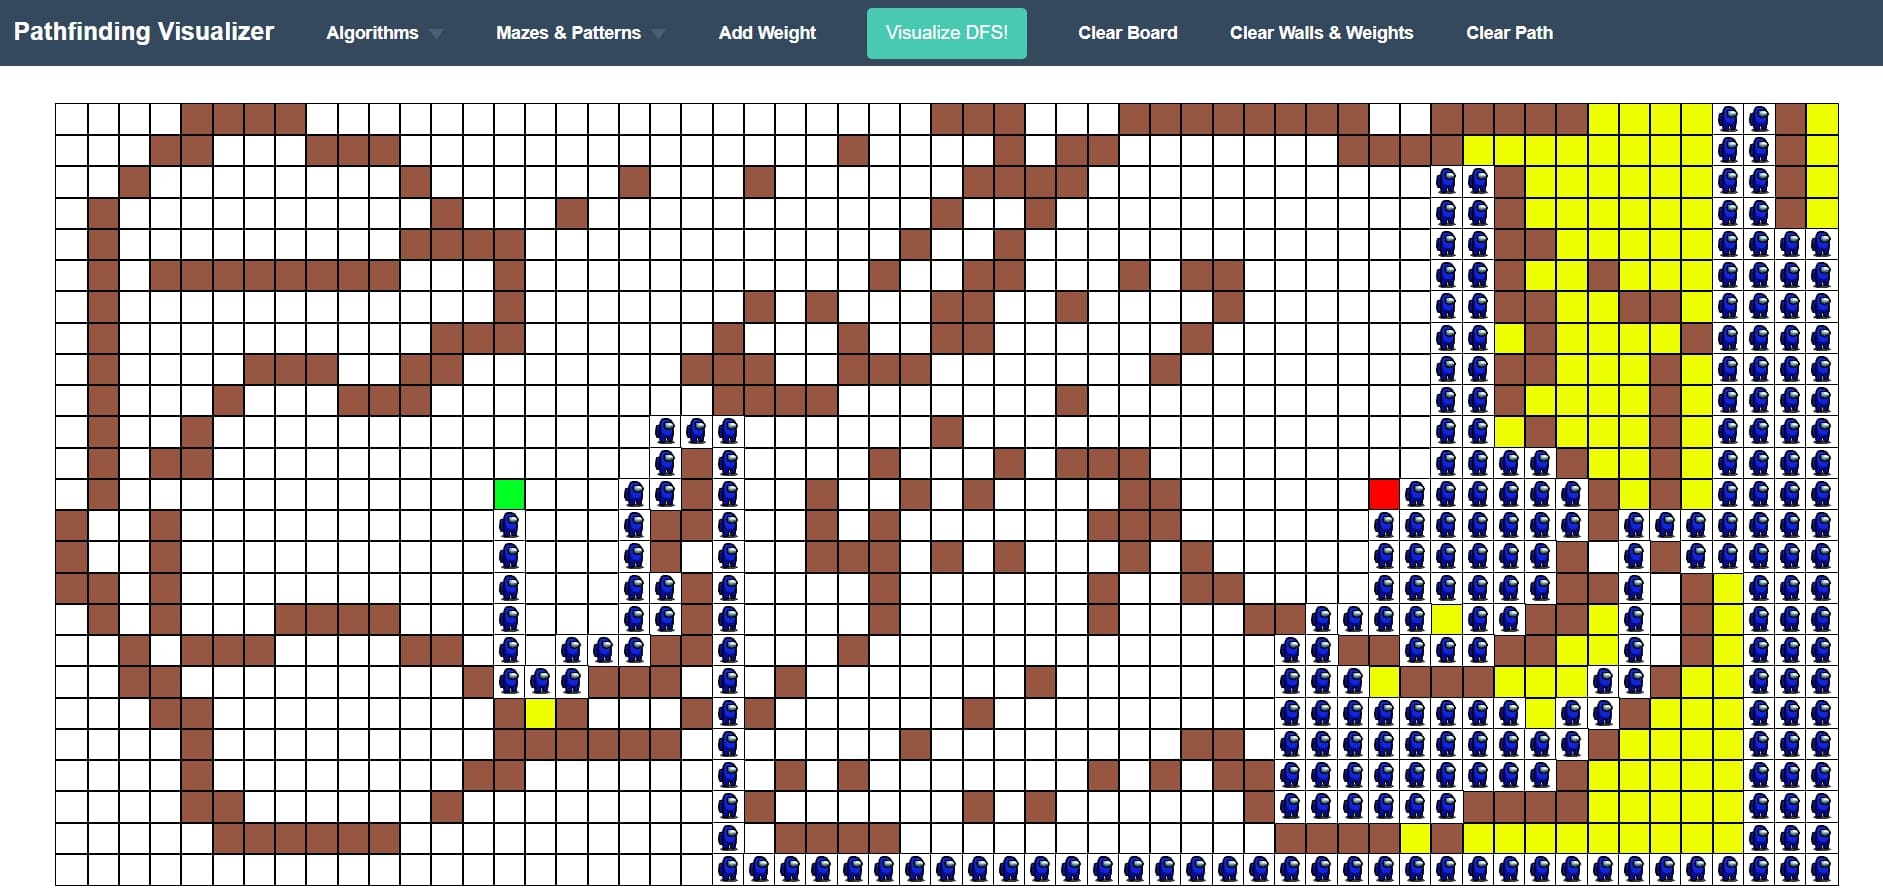 Pathfinding Visualizer
Algorithms
Mazes & Patterns
Add Weight
Visualize DFS!
Clear Board
Clear Walls & Weights
Clear Path